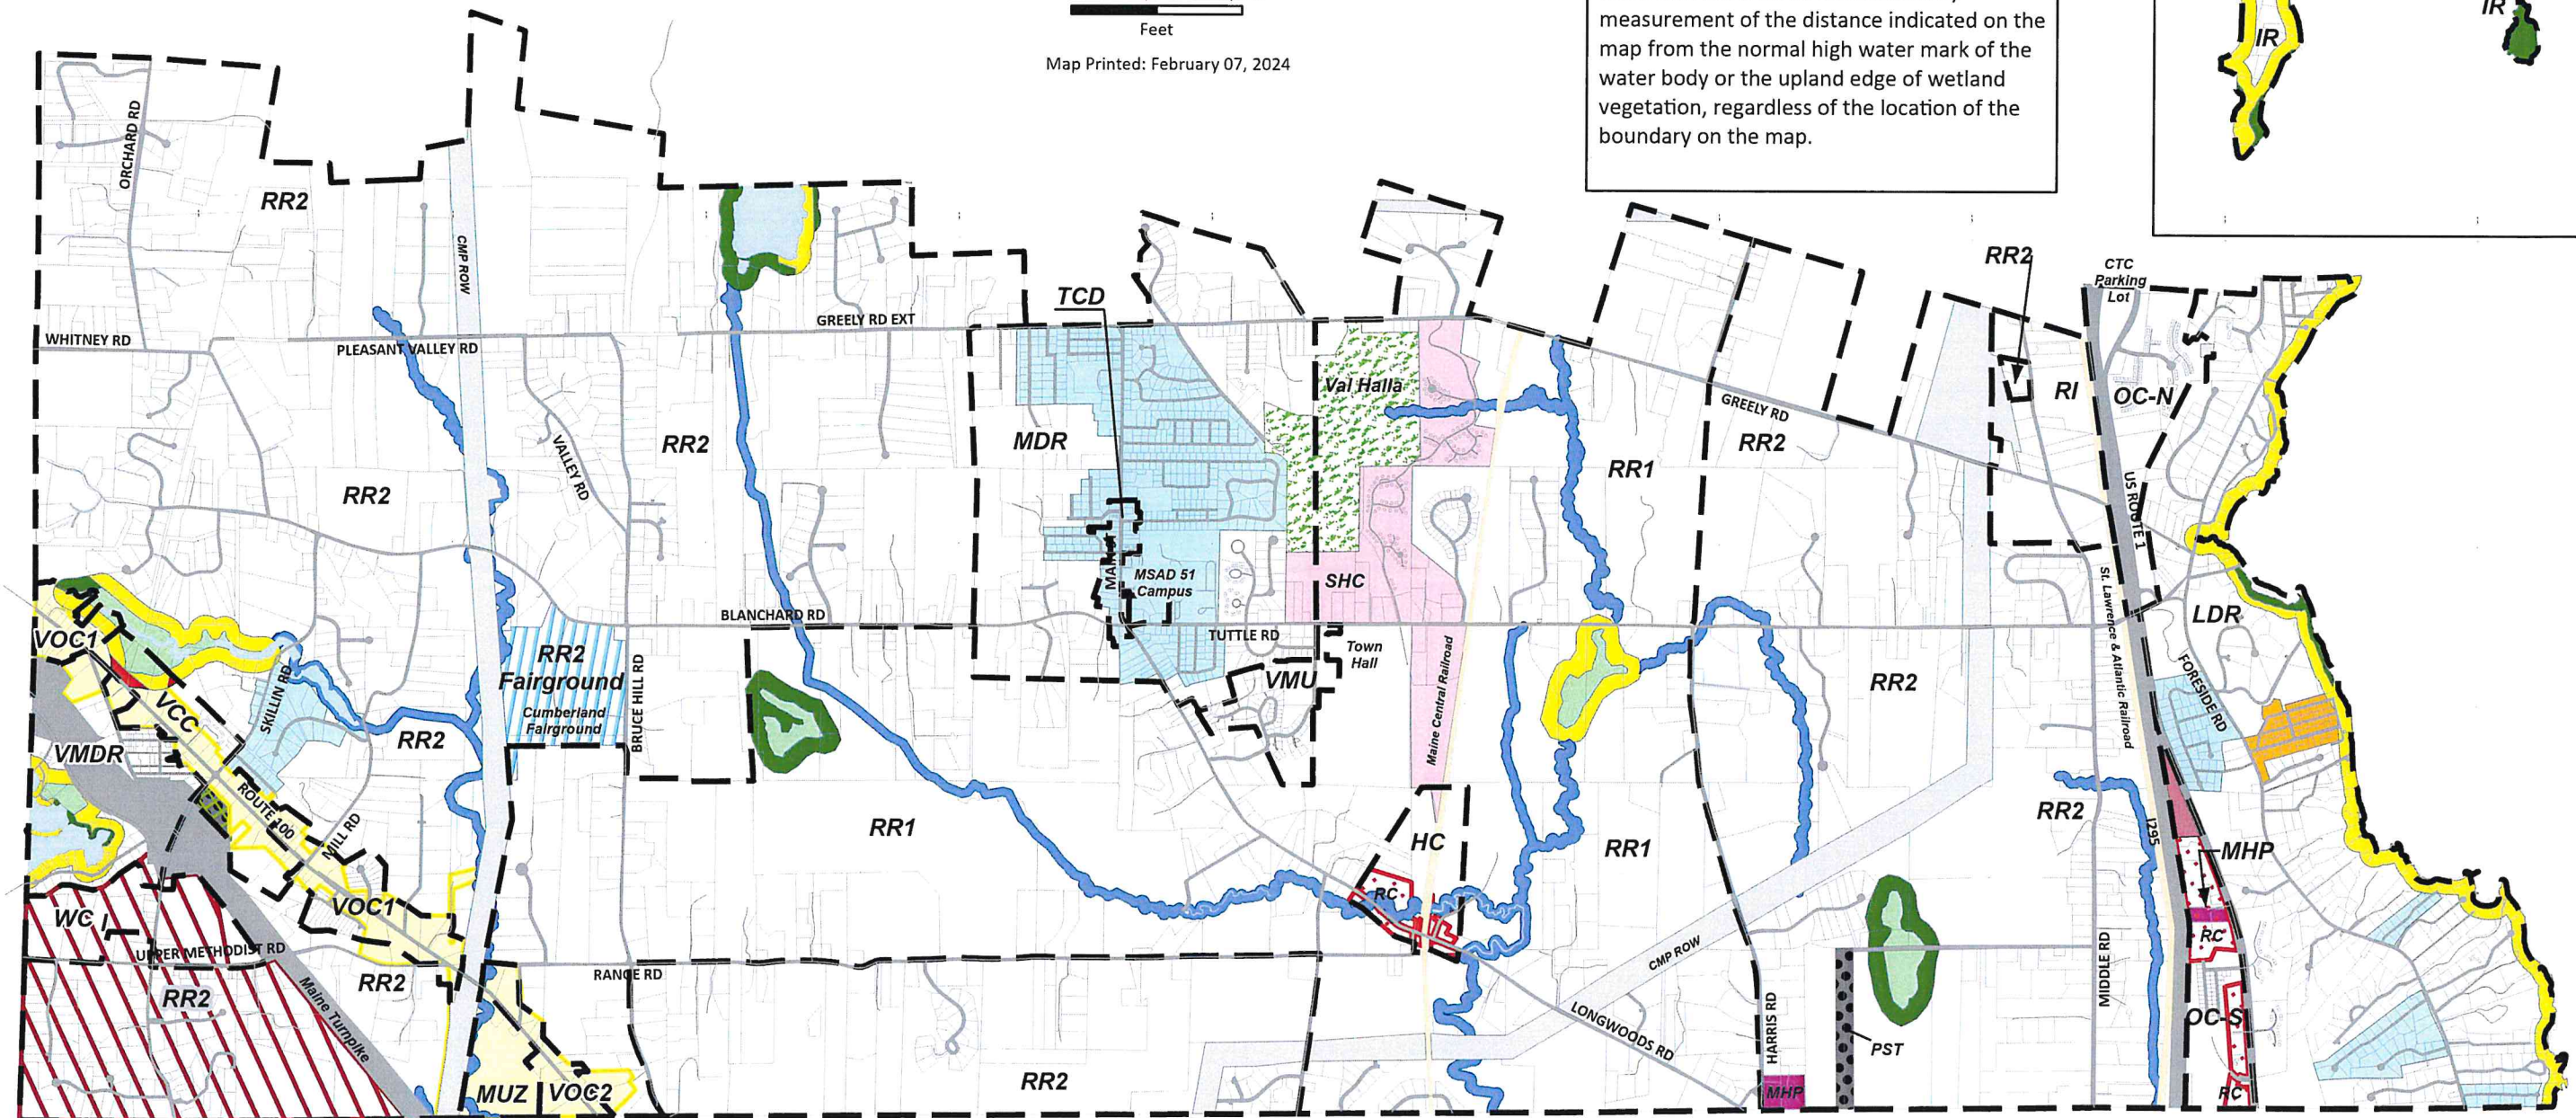 Feet
Map Printed: February 07, 2024
measurement of the distance indicated on the
map from the normal high water mark of the
water body or the upland edge of wetland
vegetation, regardless of the location of the
boundary on the map.
IR
IR
ORCHARD RD
RR2
CMP ROW
WHITNEY RD
PLEASANT VALLEY RD
GREELY RD EXT
TCD
RR2
CTC
Parking
Lot
Val Halla
GREELY RD
RI
OC-N
MDR
RR2
RR2
RR2
VALLEY RD
RR1
US ROUTE 1
MSAD 51
Campus
SHC
St. Lawrence & Atlantic Railroad
BLANCHARD RD
TUTTLE RD
Town
Hall
LDR
VOC1
VCC
SKILLIN RD
RR2
Fairground
Cumberland
Fairground
BRUCE HILL RD
VMU
Maine Central Railroad
RR2
FORESIDE RD
VMDR
RR2
ROUTE 100
MILL RD
RR1
HC
RR1
RR2
I295
MHP
WC
VOC1
RC
RC
UPPER METHODIST RD
RR2
RR2
RANGE RD
CMP ROW
MIDDLE RD
Maine Turnpike
LONGWOODS RD
HARRIS RD
PST
OC-S
MUZ
VOC2
RR2
MHP
RC